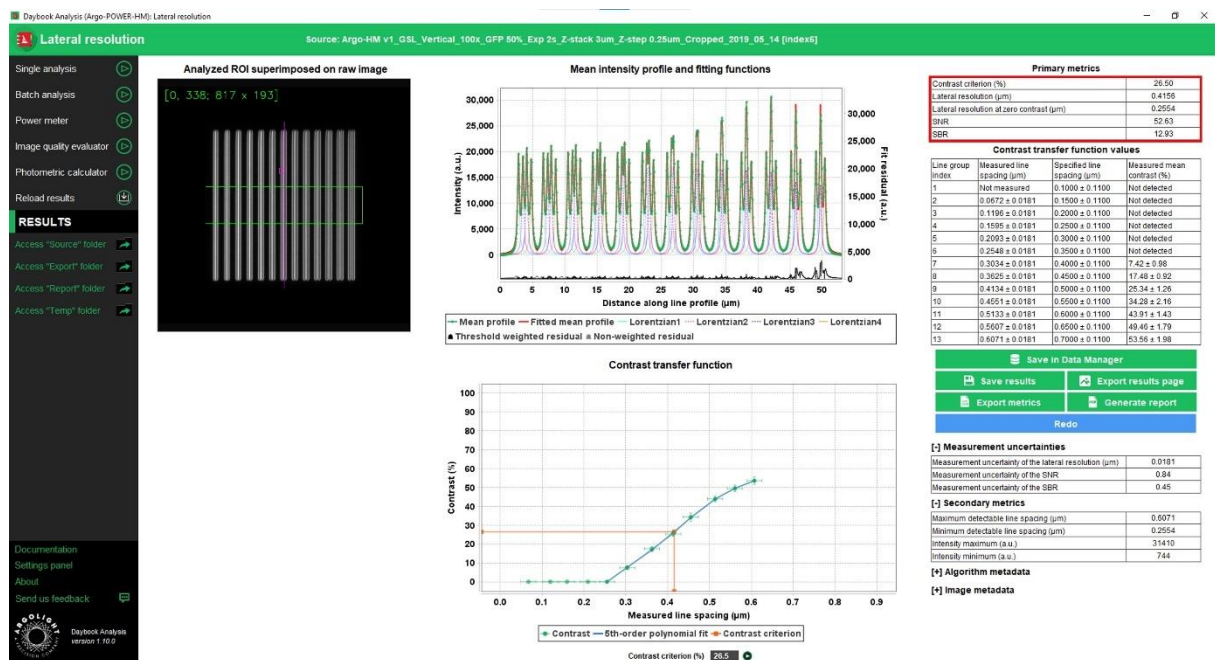 Daybook Analysis (Argo-POWER-HM): Lateral resolution
Lateral resolution
Source: Argo-HM v1_GSL_Vertical_100x_GFP 50%_Exp 2s_Z-stack 3um_Z-step 0.25um_Cropped_2019_05_14 [index6]
Single analysis
Batch analysis
Power meter
Image quality evaluator
Photometric calculator
Reload results
RESULTS
Access "Source" folder
Access "Export" folder
Access "Report" folder
Access "Temp" folder
Documentation
Settings panel
About
Send us feedback
ARGOLIGHT
Daybook Analysis
version 1.10.0
Analyzed ROI superimposed on raw image
[0, 338; 817 × 193]
Mean intensity profile and fitting functions
Intensity (a.u.)
30,000
25,000
20,000
15,000
10,000
5,000
0
30,000
25,000
20,000
15,000
10,000
5,000
0
Fit residual (a.u.)
0 5 10 15 20 25 30 35 40 45 50
Distance along line profile (µm)
Mean profile Fitted mean profile Lorentzian1 Lorentzian2 Lorentzian3 Lorentzian4
Threshold weighted residual Non-weighted residual
Contrast transfer function
Contrast (%)
100
90
80
70
60
50
40
30
20
10
0
0.0 0.1 0.2 0.3 0.4 0.5 0.6 0.7 0.8 0.9
Measured line spacing (µm)
Contrast 5th-order polynomial fit Contrast criterion
Contrast criterion (%) 26.5
Primary metrics
Contrast criterion (%) 26.50
Lateral resolution (µm) 0.4156
Lateral resolution at zero contrast (µm) 0.2554
SNR 52.63
SBR 12.93
Contrast transfer function values
Line group index Measured line spacing (µm) Specified line spacing (µm) Measured mean contrast (%)
1 Not measured 0.1000 ± 0.1100 Not detected
2 0.0672 ± 0.0181 0.1500 ± 0.1100 Not detected
3 0.1196 ± 0.0181 0.2000 ± 0.1100 Not detected
4 0.1595 ± 0.0181 0.2500 ± 0.1100 Not detected
5 0.2093 ± 0.0181 0.3000 ± 0.1100 Not detected
6 0.2548 ± 0.0181 0.3500 ± 0.1100 Not detected
7 0.3034 ± 0.0181 0.4000 ± 0.1100 7.42 ± 0.98
8 0.3625 ± 0.0181 0.4500 ± 0.1100 17.48 ± 0.92
9 0.4134 ± 0.0181 0.5000 ± 0.1100 25.34 ± 1.26
10 0.4551 ± 0.0181 0.5500 ± 0.1100 34.28 ± 2.16
11 0.5133 ± 0.0181 0.6000 ± 0.1100 43.91 ± 1.43
12 0.5607 ± 0.0181 0.6500 ± 0.1100 49.46 ± 1.79
13 0.6071 ± 0.0181 0.7000 ± 0.1100 53.56 ± 1.98
Save in Data Manager
Save results Export results page
Export metrics Generate report
Redo
[-] Measurement uncertainties
Measurement uncertainty of the lateral resolution (µm) 0.0181
Measurement uncertainty of the SNR 0.84
Measurement uncertainty of the SBR 0.45
[-] Secondary metrics
Maximum detectable line spacing (µm) 0.6071
Minimum detectable line spacing (µm) 0.2554
Intensity maximum (a.u.) 31410
Intensity minimum (a.u.) 744
[+] Algorithm metadata
[+] Image metadata